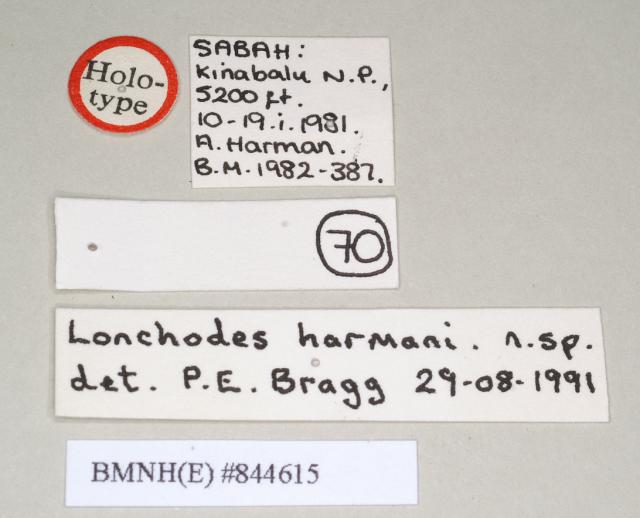 Holo-
type
SABAH:
Kinabalu N.P.,
5200 ft.
10-19.i.1981.
A. Harman.
B.M.1982-387.
70
Lonchodes harmani. n.sp.
det. P.E. Bragg 29-08-1991
BMNH(E) #844615